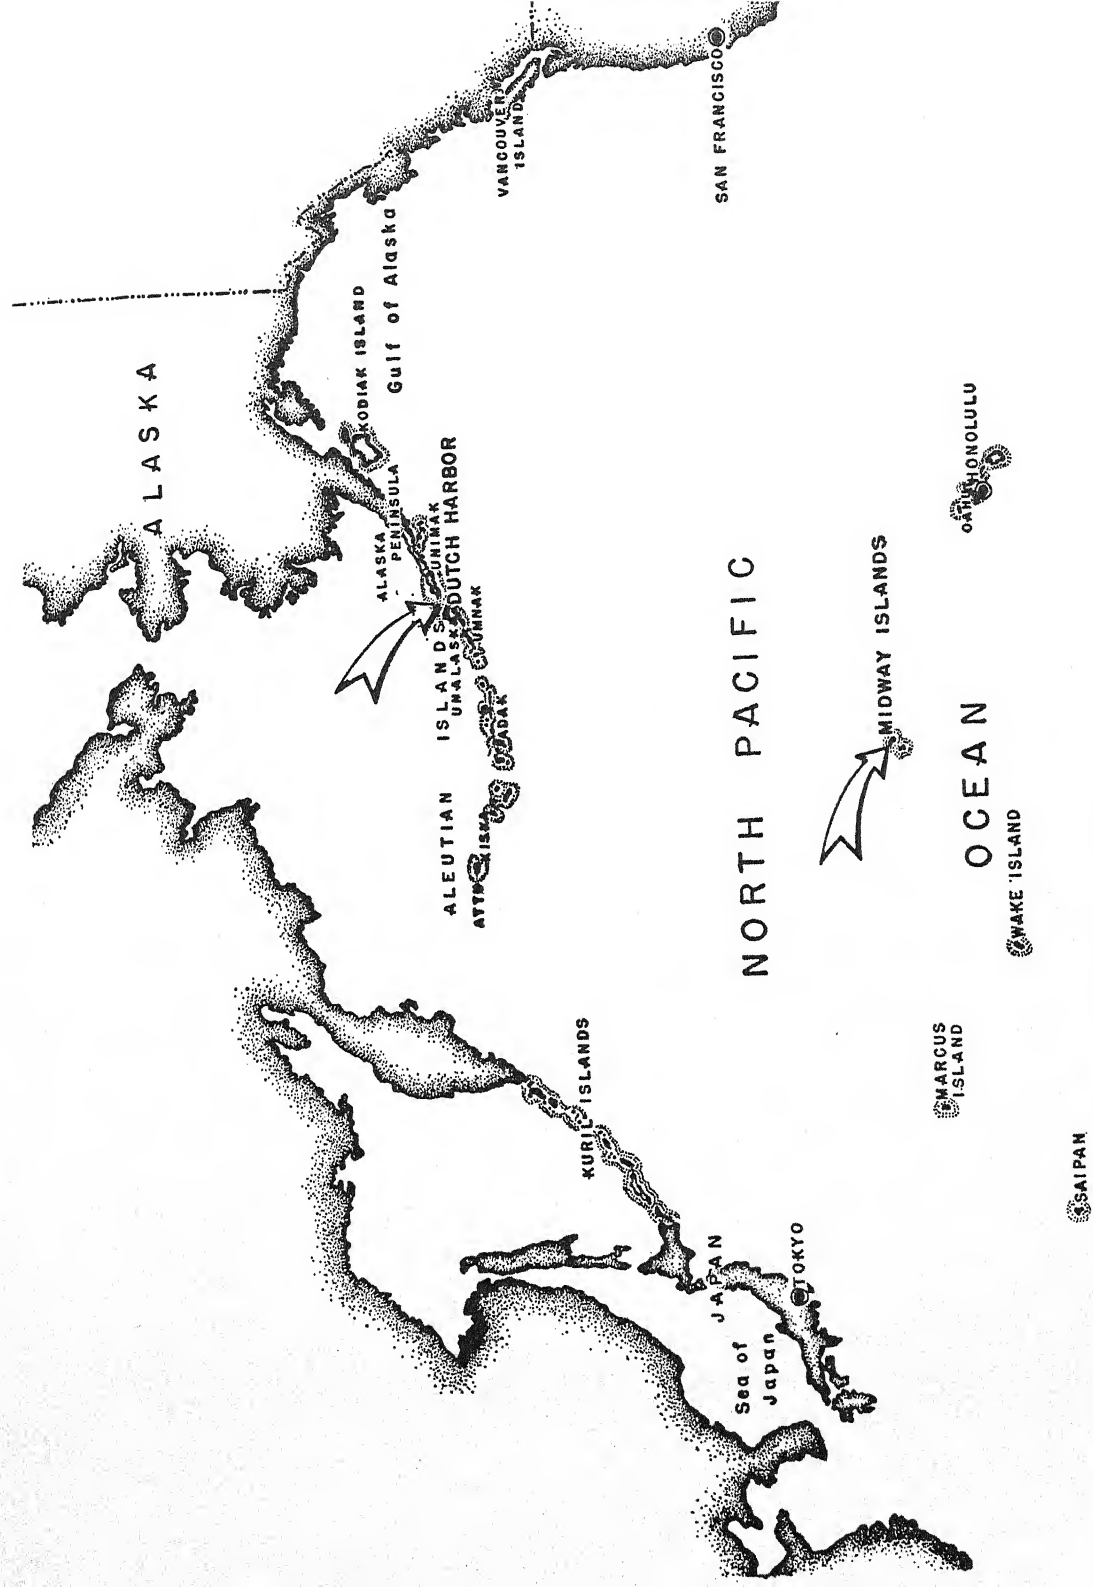 ALASKA
KODIAK ISLAND
Gulf of Alaska
VANCOUVER
ISLAND
SAN FRANCISCO
ALASKA
PENINSULA
UNIMAK
DUTCH HARBOR
ALEUTIAN ISLANDS
UNALASKA
UMNAK
ADAK
KISKA
ATTU
KURIL ISLANDS
NORTH PACIFIC
OCEAN
MIDWAY ISLANDS
OAHU
HONOLULU
WAKE ISLAND
MARCUS
ISLAND
SAIPAN
JAPAN
TOKYO
Sea of
Japan